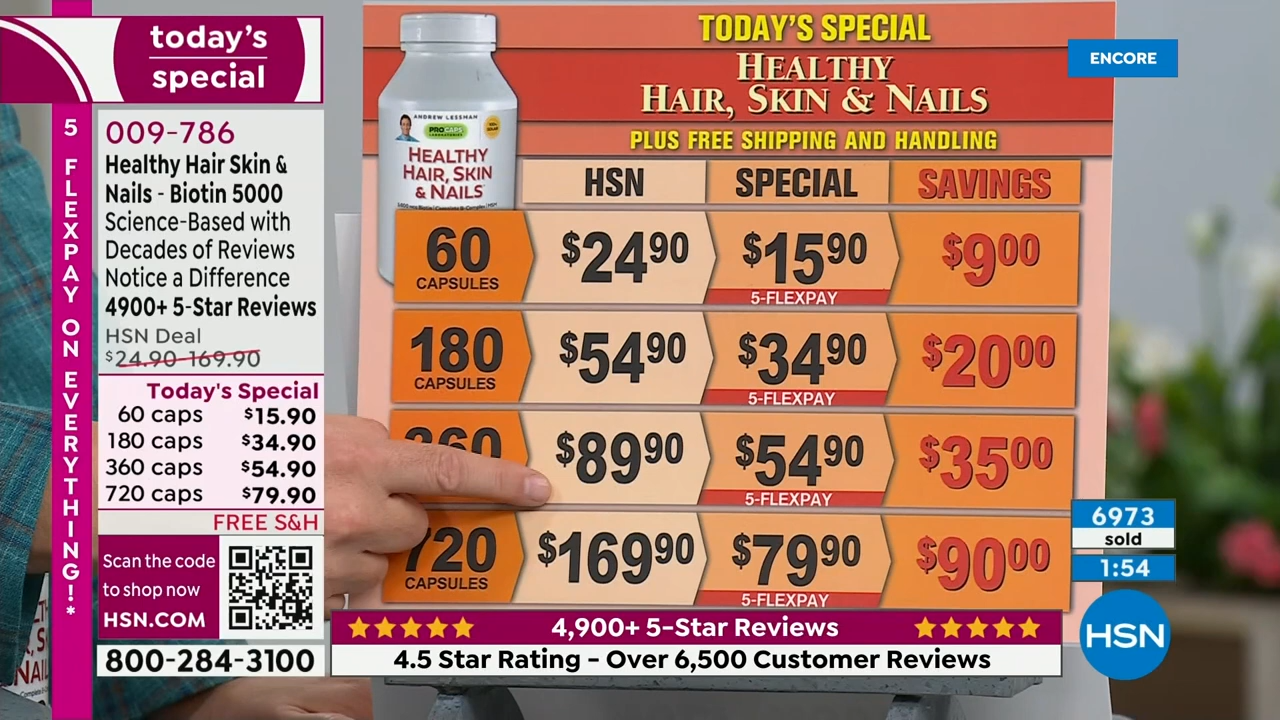 today's
special
5 FLEXPAY ON EVERYTHING!*
009-786
Healthy Hair Skin &
Nails - Biotin 5000
Science-Based with
Decades of Reviews
Notice a Difference
4900+ 5-Star Reviews
HSN Deal
$24.90-169.90
Today's Special
60 caps $15.90
180 caps $34.90
360 caps $54.90
720 caps $79.90
FREE S&H
Scan the code
to shop now
HSN.COM
800-284-3100
TODAY'S SPECIAL
HEALTHY
HAIR, SKIN & NAILS
PLUS FREE SHIPPING AND HANDLING
ANDREW LESSMAN
PROCAPS
LABORATORIES
HEALTHY
HAIR, SKIN
& NAILS
HSN SPECIAL SAVINGS
60 CAPSULES $24.90 $15.90 $9.00
5-FLEXPAY
180 CAPSULES $54.90 $34.90 $20.00
5-FLEXPAY
360 $89.90 $54.90 $35.00
5-FLEXPAY
720 CAPSULES $169.90 $79.90 $90.00
5-FLEXPAY
ENCORE
6973
sold
1:54
HSN
4,900+ 5-Star Reviews
4.5 Star Rating – Over 6,500 Customer Reviews